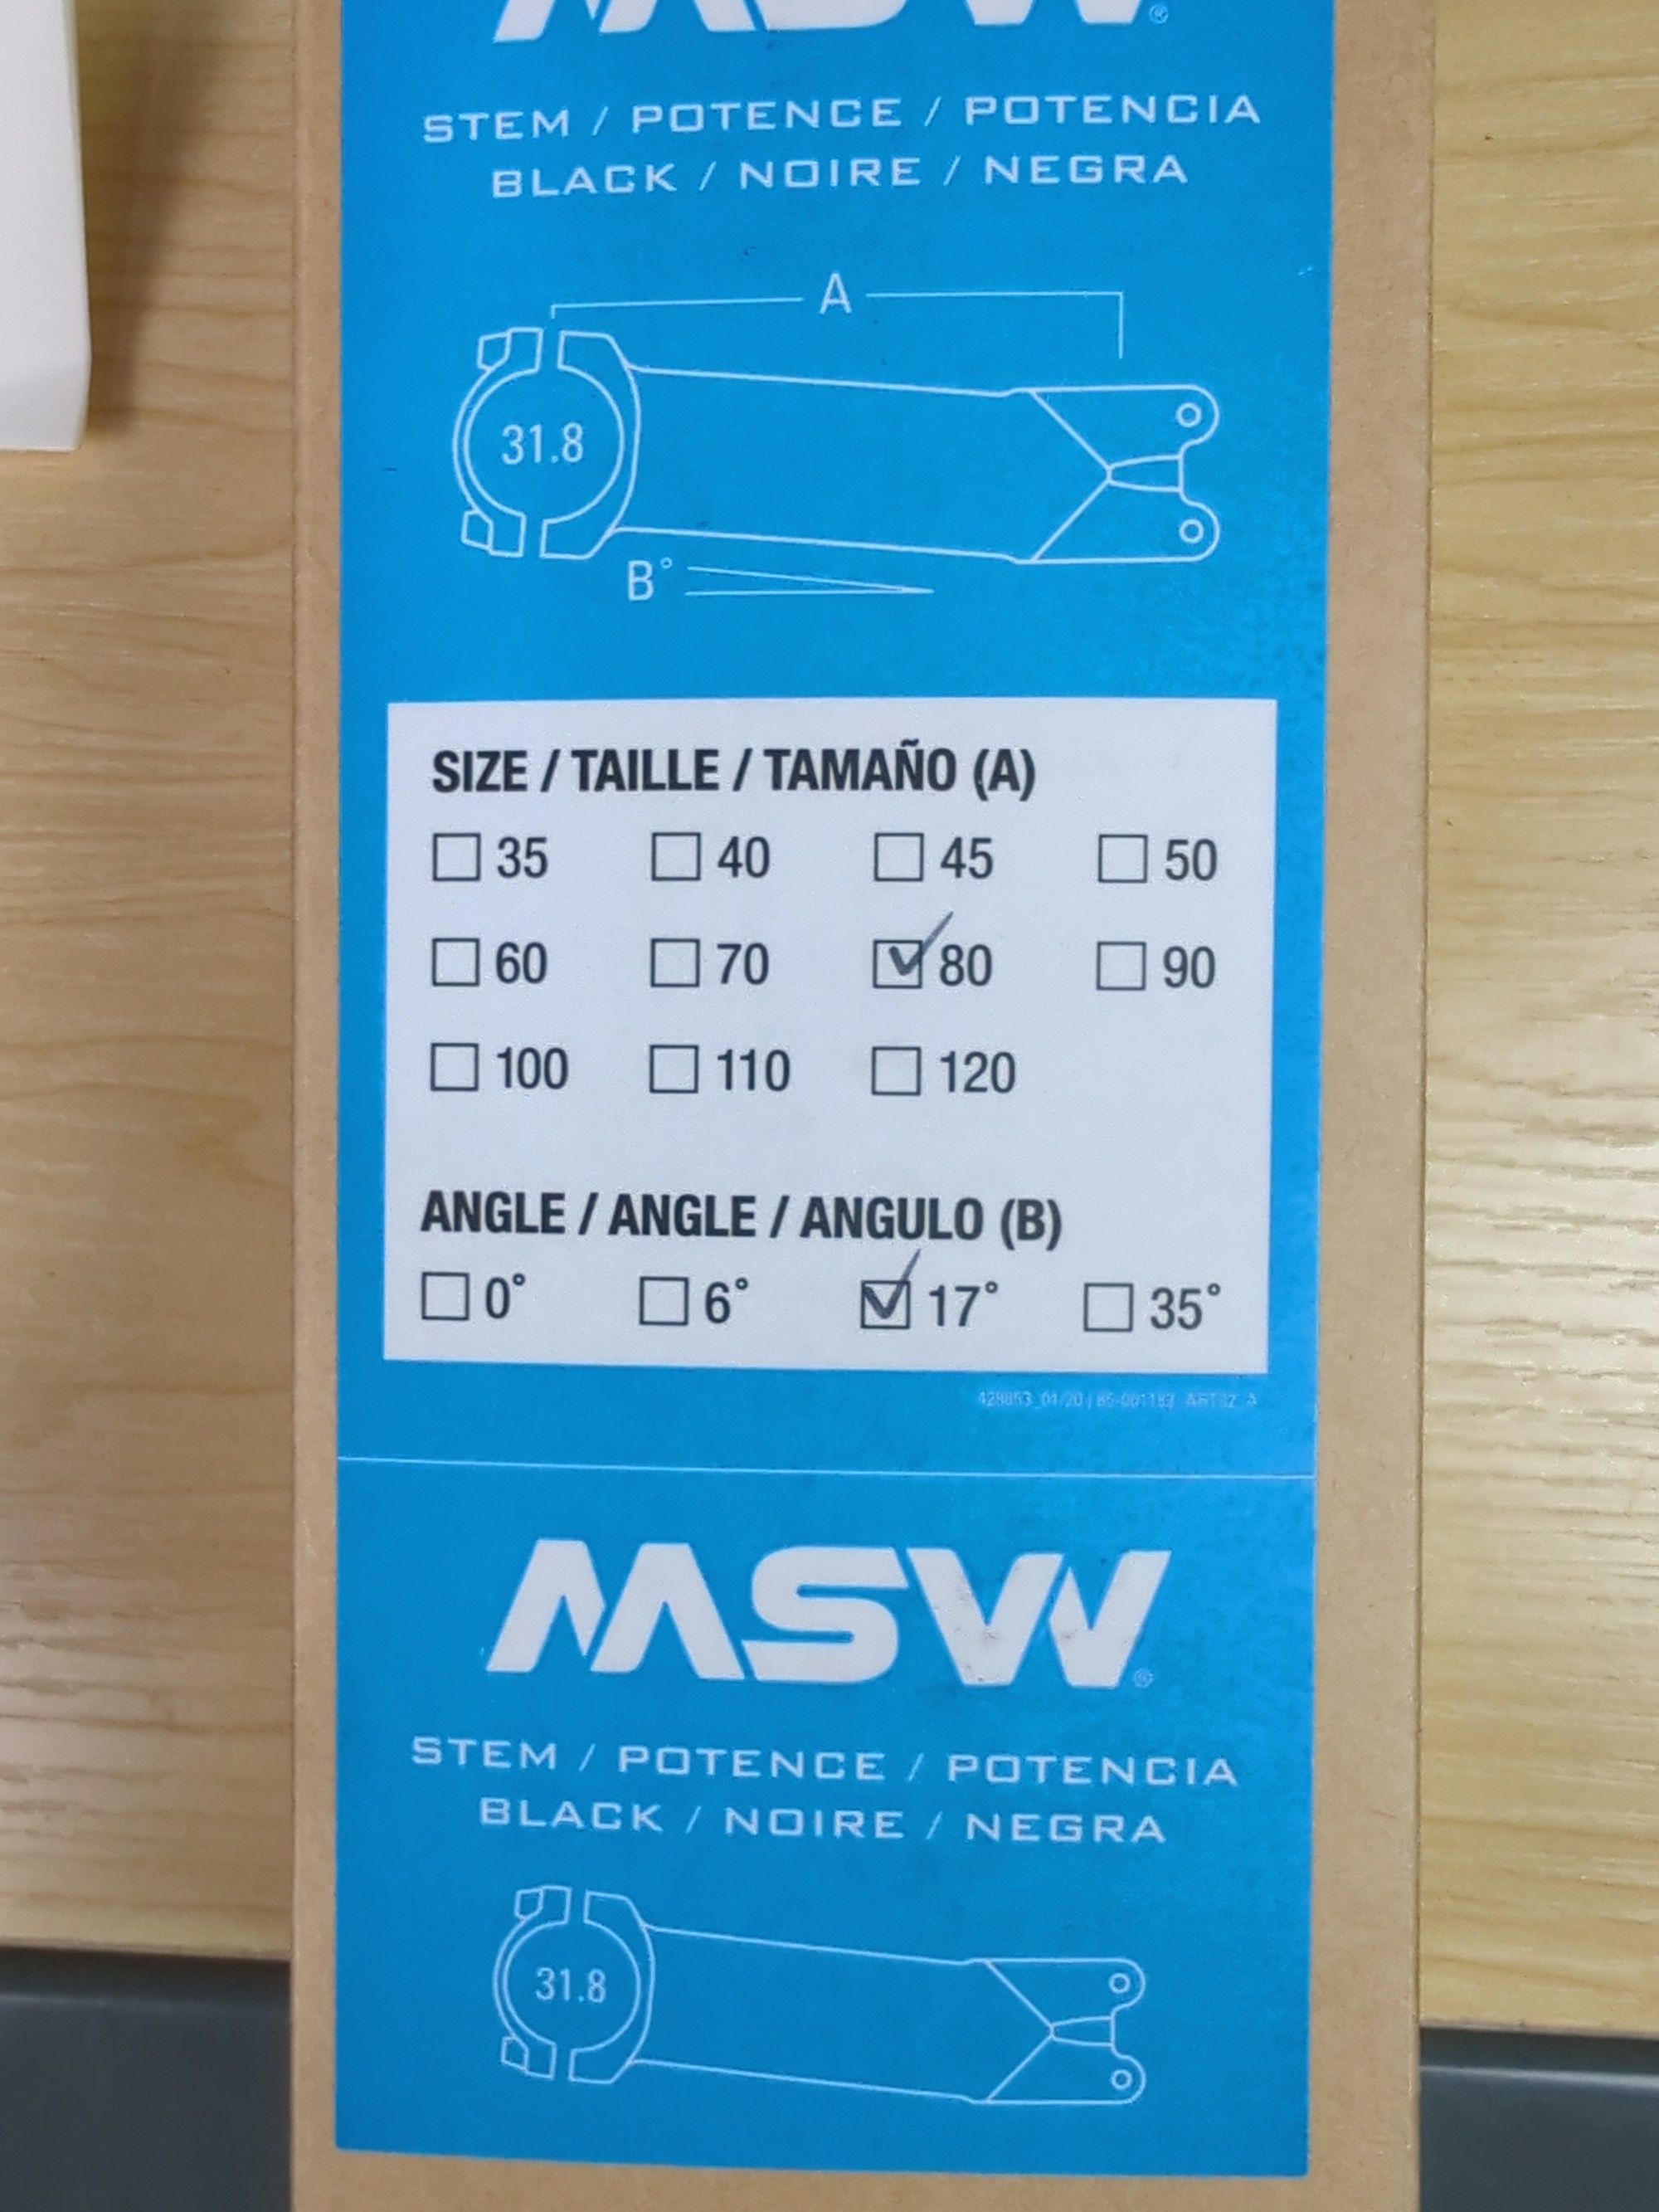 MSW®
STEM / POTENCE / POTENCIA
BLACK / NOIRE / NEGRA
A
31.8
B°
SIZE / TAILLE / TAMAÑO (A)
35 40 45 50
60 70 80 90
100 110 120
ANGLE / ANGLE / ANGULO (B)
0° 6° 17° 35°
MSW®
STEM / POTENCE / POTENCIA
BLACK / NOIRE / NEGRA
31.8